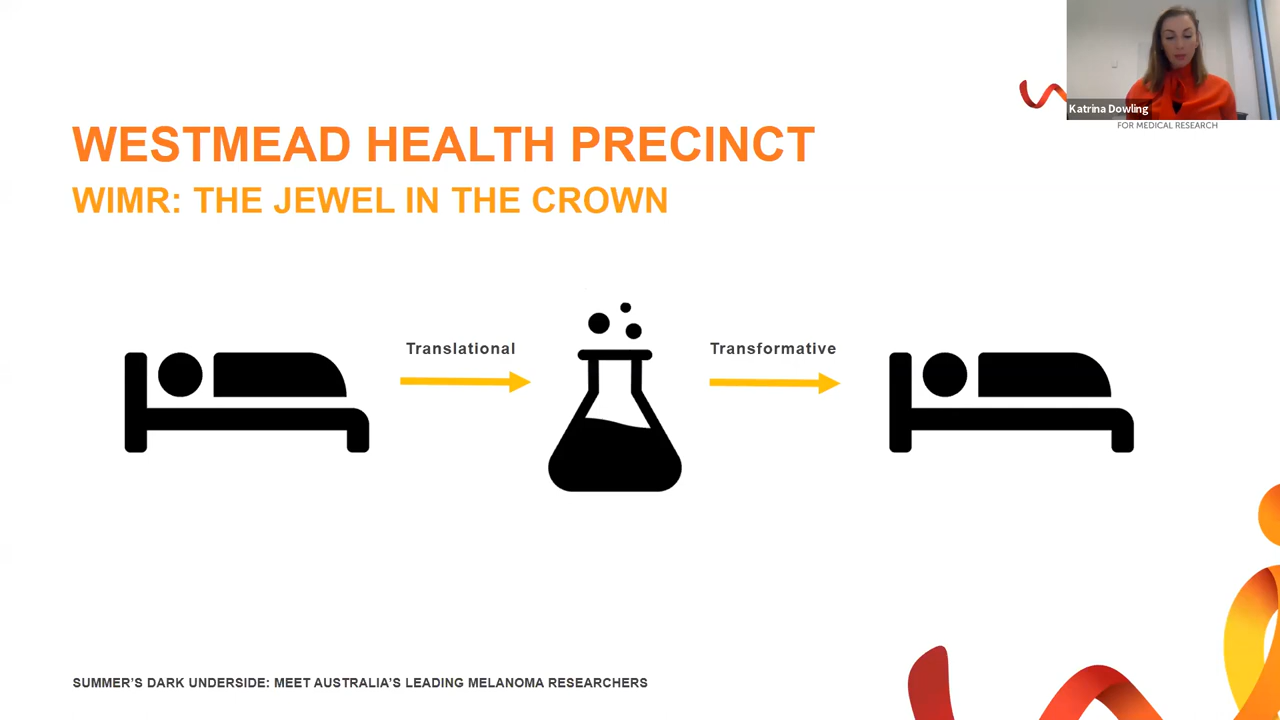 Katrina Dowling
FOR MEDICAL RESEARCH
WESTMEAD HEALTH PRECINCT
WIMR: THE JEWEL IN THE CROWN
Translational
Transformative
SUMMER’S DARK UNDERSIDE: MEET AUSTRALIA’S LEADING MELANOMA RESEARCHERS